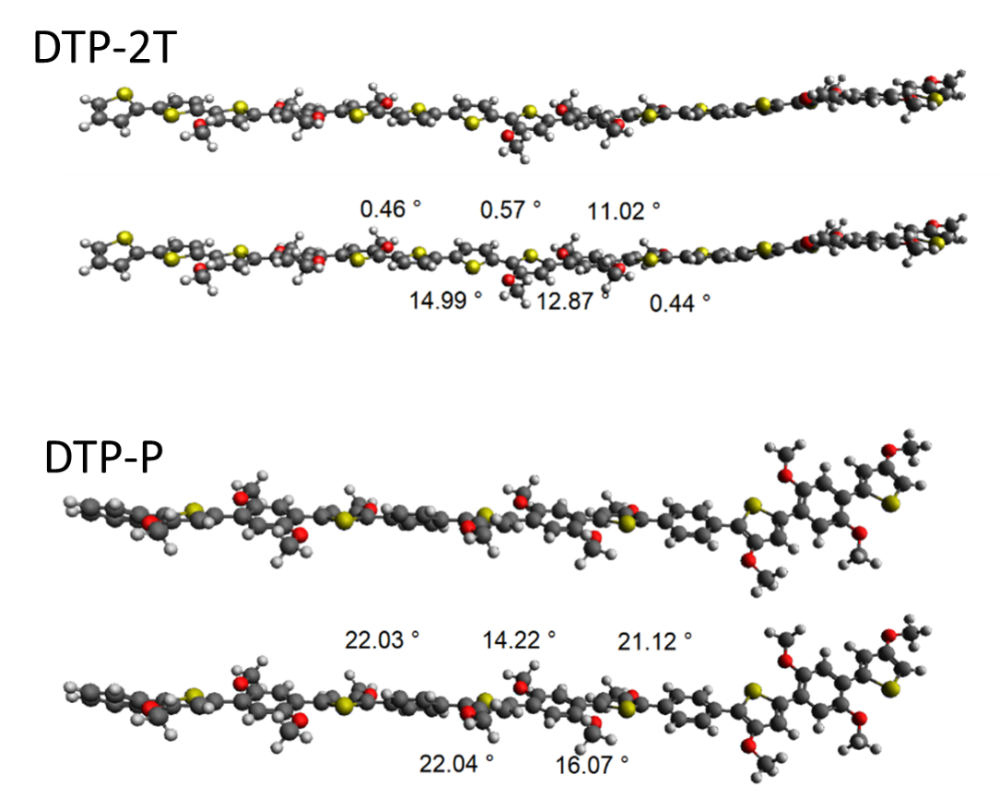 DTP-2T
0.46 ° 0.57 ° 11.02 °
14.99 ° 12.87 ° 0.44 °
DTP-P
22.03 ° 14.22 ° 21.12 °
22.04 ° 16.07 °